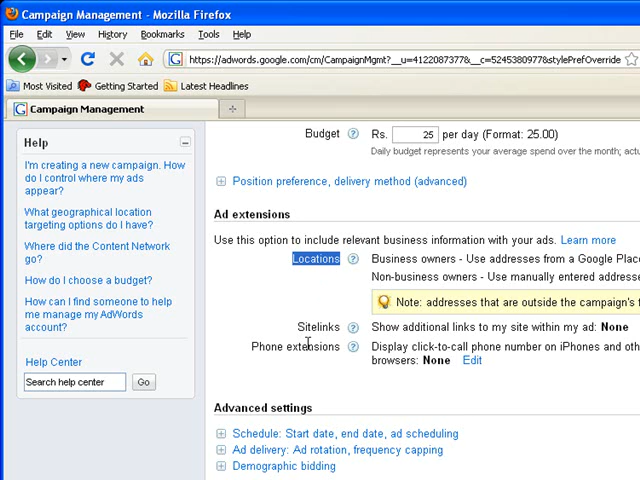 Campaign Management - Mozilla Firefox
File Edit View History Bookmarks Tools Help
https://adwords.google.com/cm/CampaignMgmt?__u=41220873778&__c=524538097&stylePrefOverride
Most Visited Getting Started Latest Headlines
Campaign Management
Help
I'm creating a new campaign. How
do I control where my ads
appear?
What geographical location
targeting options do I have?
Where did the Content Network
go?
How do I choose a budget?
How can I find someone to help
me manage my AdWords
account?
Help Center
Search help center Go
Budget ? Rs. 25 per day (Format: 25.00)
Daily budget represents your average spend over the month; actu
Position preference, delivery method (advanced)
Ad extensions
Use this option to include relevant business information with your ads. Learn more
Locations ? Business owners - Use addresses from a Google Place
Non-business owners - Use manually entered addresse
Note: addresses that are outside the campaign's
Sitelinks ? Show additional links to my site within my ad: None
Phone extensions ? Display click-to-call phone number on iPhones and oth
browsers: None Edit
Advanced settings
Schedule: Start date, end date, ad scheduling
Ad delivery: Ad rotation, frequency capping
Demographic bidding